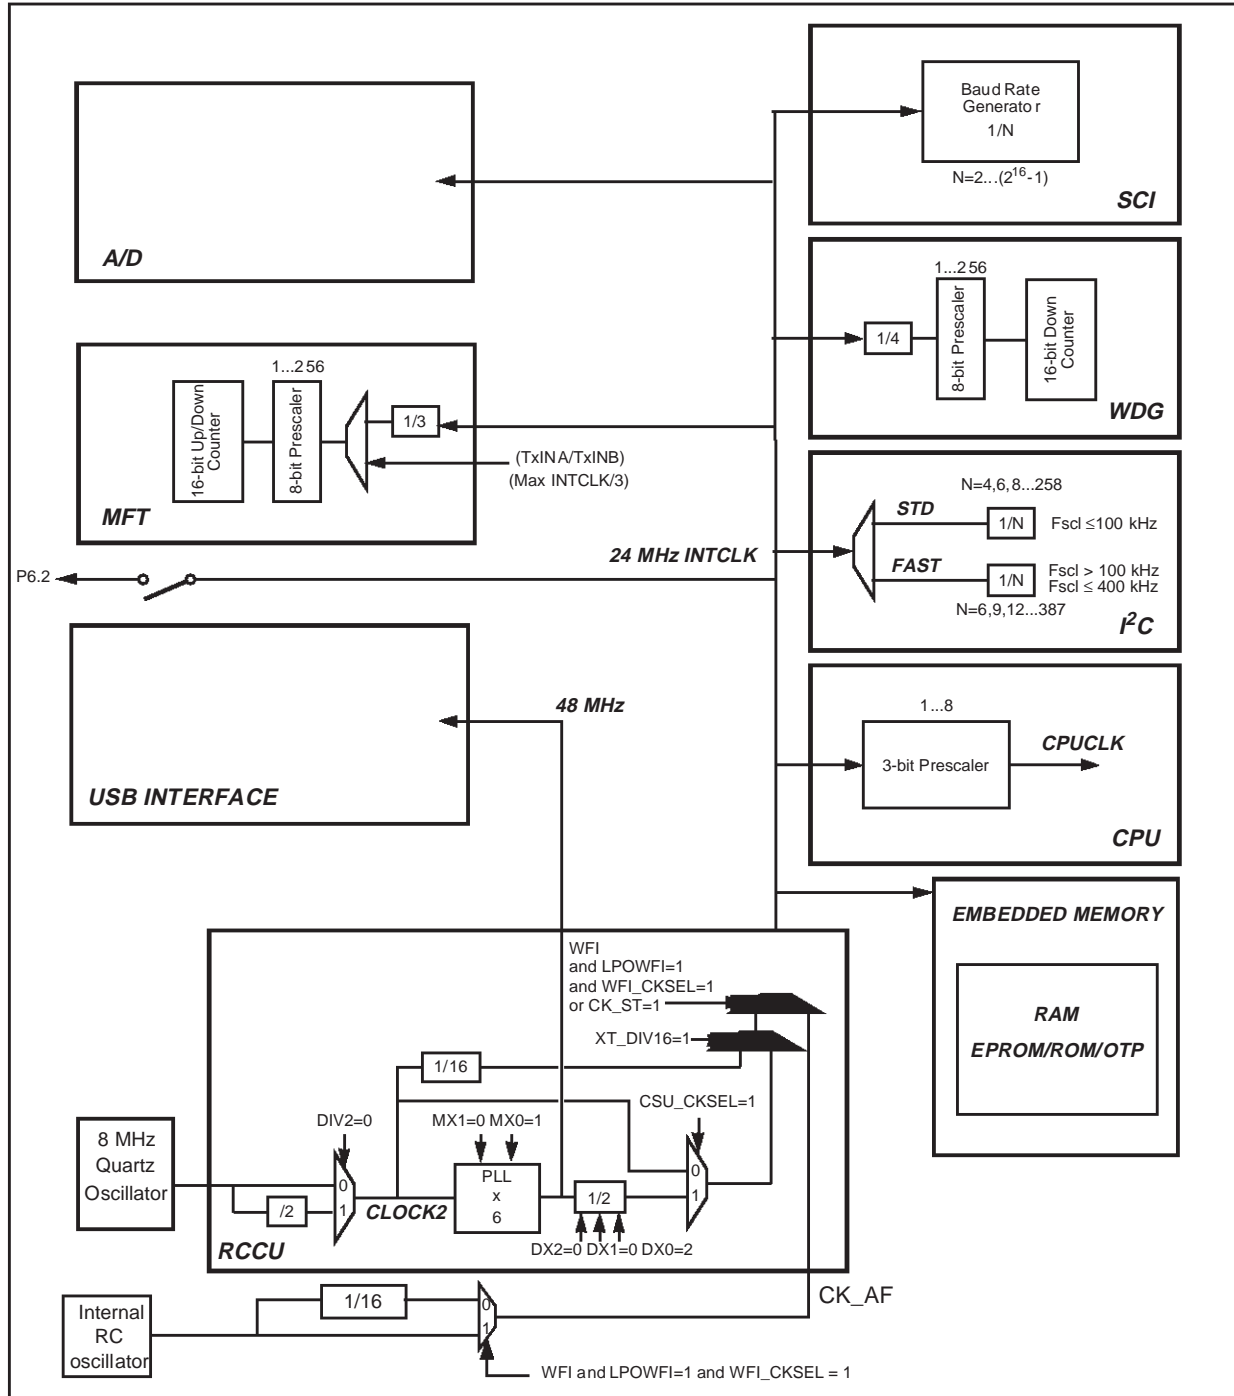 Baud Rate
Generator
1/N
N=2...(2^16-1)
SCI
A/D
1...256
1/4
8-bit Prescaler
16-bit Down
Counter
WDG
1...256
16-bit Up/Down
Counter
8-bit Prescaler
1/3
(TxINA/TxINB)
(Max INTCLK/3)
MFT
N=4,6,8...258
STD
1/N
Fscl ≤100 kHz
FAST
1/N
Fscl > 100 kHz
Fscl ≤ 400 kHz
N=6,9,12...387
I²C
24 MHz INTCLK
P6.2
48 MHz
USB INTERFACE
1...8
3-bit Prescaler
CPUCLK
CPU
EMBEDDED MEMORY
RAM
EPROM/ROM/OTP
WFI
and LPOWFI=1
and WFI_CKSEL=1
or CK_ST=1
XT_DIV16=1
1/16
CSU_CKSEL=1
DIV2=0
MX1=0 MX0=1
8 MHz
Quartz
Oscillator
0
/2
1
CLOCK2
PLL
x
6
1/2
0
1
DX2=0 DX1=0 DX0=2
RCCU
CK_AF
Internal
RC
oscillator
1/16
0
1
WFI and LPOWFI=1 and WFI_CKSEL = 1